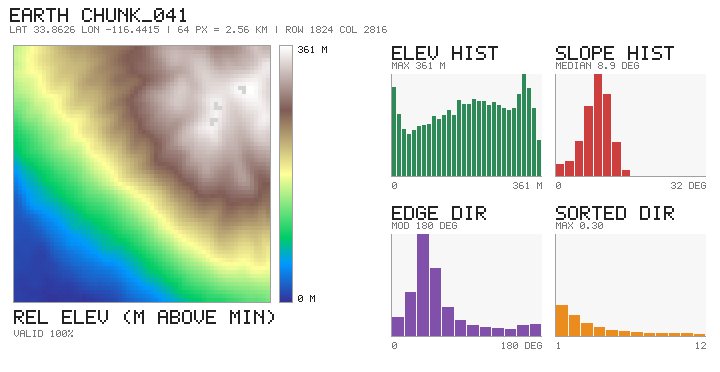 EARTH CHUNK_041
LAT 33.8626 LON -116.4415 | 64 PX = 2.56 KM | ROW 1824 COL 2816
361 M
0 M
REL ELEV (M ABOVE MIN)
VALID 100%
ELEV HIST
MAX 361 M
0 361 M
SLOPE HIST
MEDIAN 8.9 DEG
0 32 DEG
EDGE DIR
MOD 180 DEG
0 180 DEG
SORTED DIR
MAX 0.30
1 12